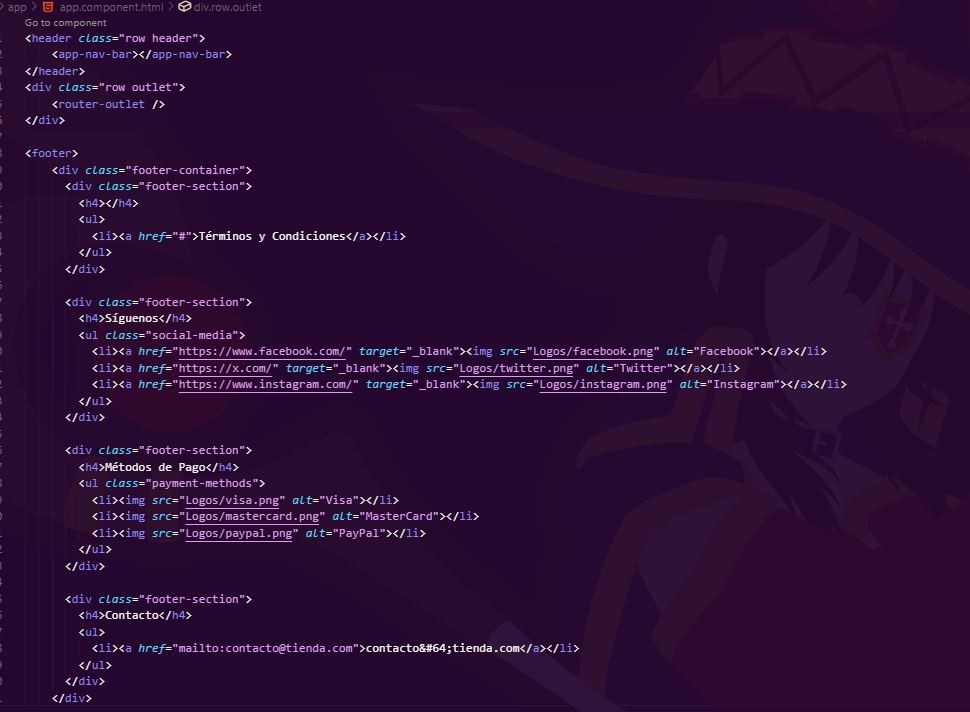 app > app.component.html > div.row.outlet
Go to component
<header class="row header">
<app-nav-bar></app-nav-bar>
</header>
<div class="row outlet">
<router-outlet />
</div>
<footer>
<div class="footer-container">
<div class="footer-section">
<h4></h4>
<ul>
<li><a href="#">Términos y Condiciones</a></li>
</ul>
</div>
<div class="footer-section">
<h4>Síguenos</h4>
<ul class="social-media">
<li><a href="https://www.facebook.com/" target="_blank"><img src="Logos/facebook.png" alt="Facebook"></a></li>
<li><a href="https://x.com/" target="_blank"><img src="Logos/twitter.png" alt="Twitter"></a></li>
<li><a href="https://www.instagram.com/" target="_blank"><img src="Logos/instagram.png" alt="Instagram"></a></li>
</ul>
</div>
<div class="footer-section">
<h4>Métodos de Pago</h4>
<ul class="payment-methods">
<li><img src="Logos/visa.png" alt="Visa"></li>
<li><img src="Logos/mastercard.png" alt="MasterCard"></li>
<li><img src="Logos/paypal.png" alt="PayPal"></li>
</ul>
</div>
<div class="footer-section">
<h4>Contacto</h4>
<ul>
<li><a href="mailto:contacto@tienda.com">contacto&#64;tienda.com</a></li>
</ul>
</div>
</div>